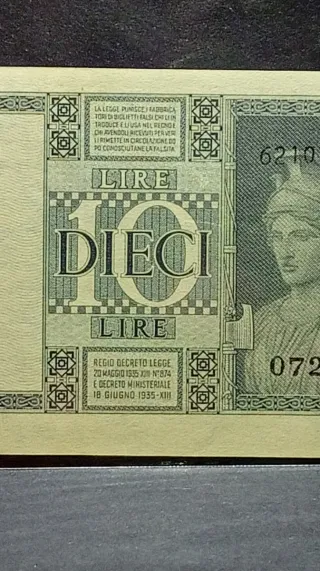 LA LEGGE PUNISCE I FABBRICA
TORI DI BIGLIETTI FALSI CHI LI IN
TRODUCE E LI USA NEL REGNO E
CHI AVENDOLI RICEVUTI PER VERI
LI RIMETTE IN CIRCOLAZIONE DO
PO CONOSCIUTANE LA FALSITÀ
6210
LIRE
10
DIECI
LIRE
072
REGIO DECRETO LEGGE
20 MAGGIO 1935-XIII-N°874
E DECRETO MINISTERIALE
18 GIUGNO 1935-XIII